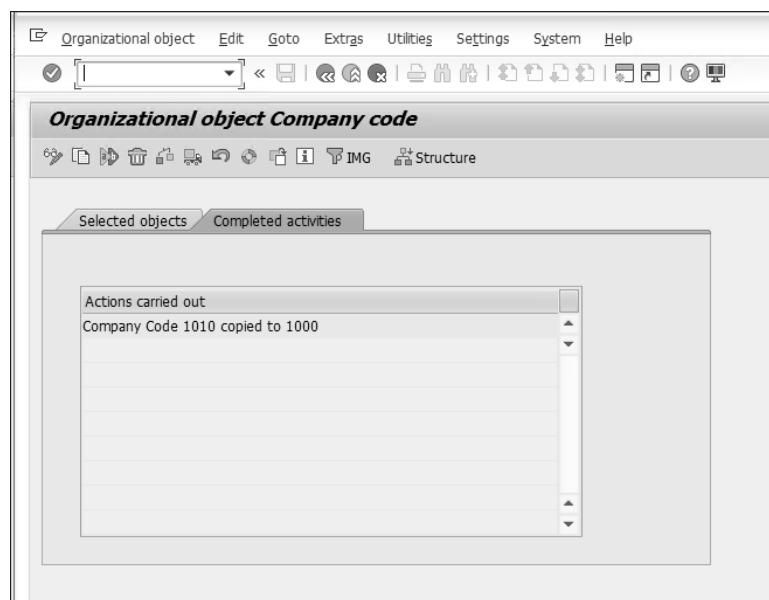 Organizational object Edit Goto Extras Utilities Settings System Help
Organizational object Company code
IMG Structure
Selected objects Completed activities
Actions carried out
Company Code 1010 copied to 1000